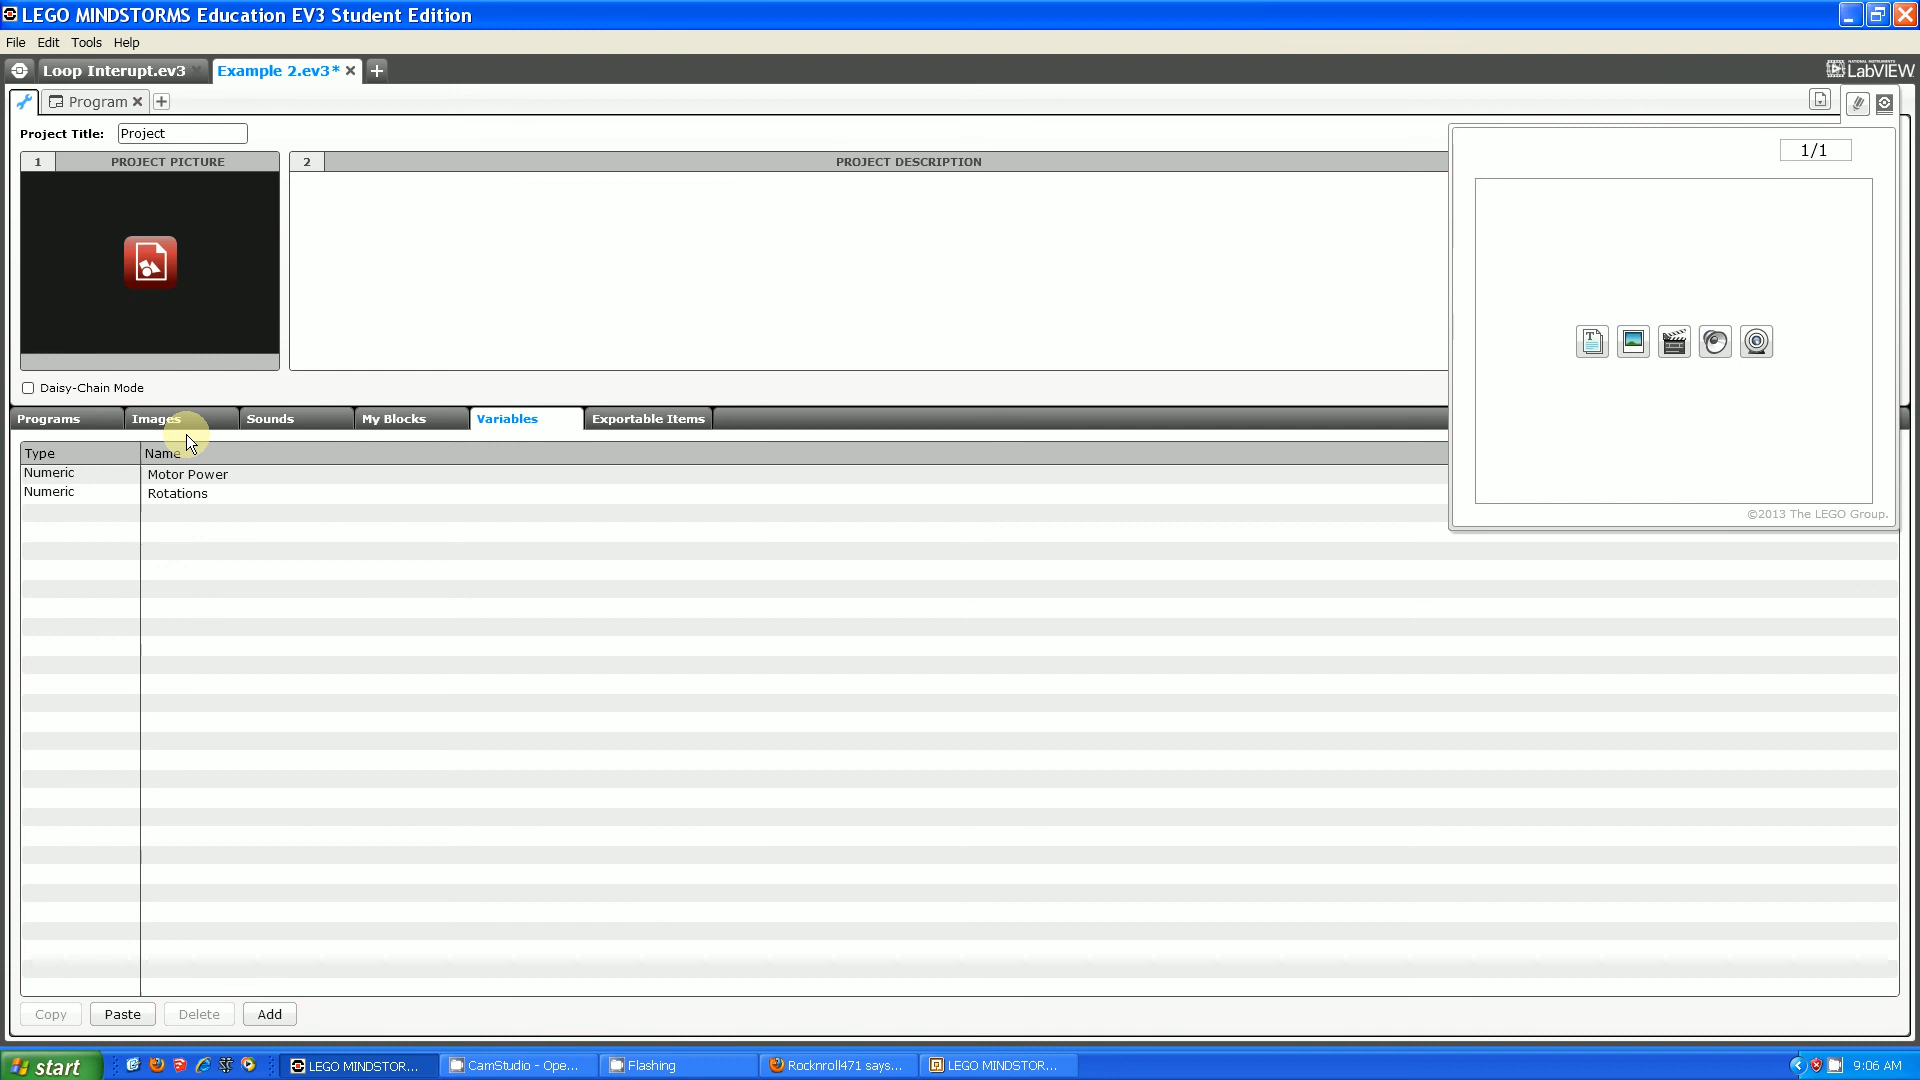 LEGO MINDSTORMS Education EV3 Student Edition
File Edit Tools Help
Loop Interupt.ev3 Example 2.ev3* NATIONAL INSTRUMENTS LabVIEW
Program
Project Title: Project
1 PROJECT PICTURE 2 PROJECT DESCRIPTION
1/1
©2013 The LEGO Group.
Daisy-Chain Mode
Programs Images Sounds My Blocks Variables Exportable Items
Type Name
Numeric Motor Power
Numeric Rotations
Copy Paste Delete Add
start LEGO MINDSTOR... CamStudio - Ope... Flashing Rocknroll471 says... LEGO MINDSTOR... 9:06 AM